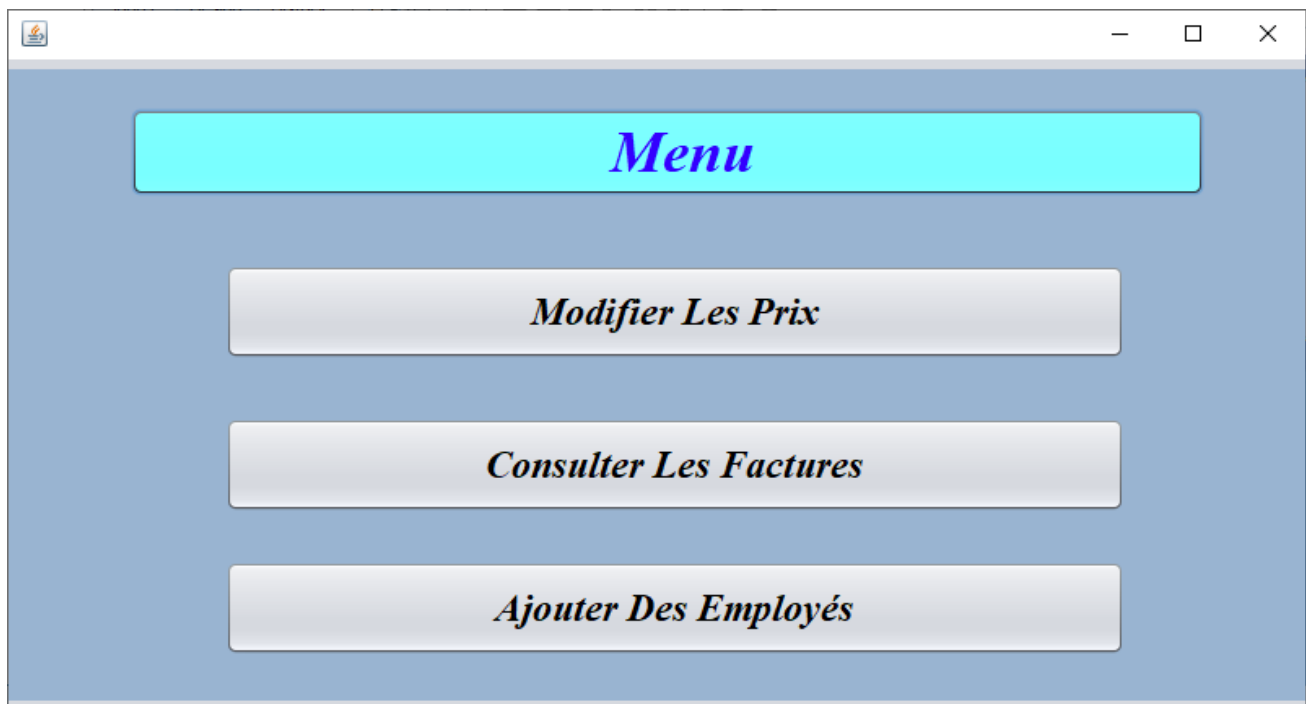 Menu
Modifier Les Prix
Consulter Les Factures
Ajouter Des Employés